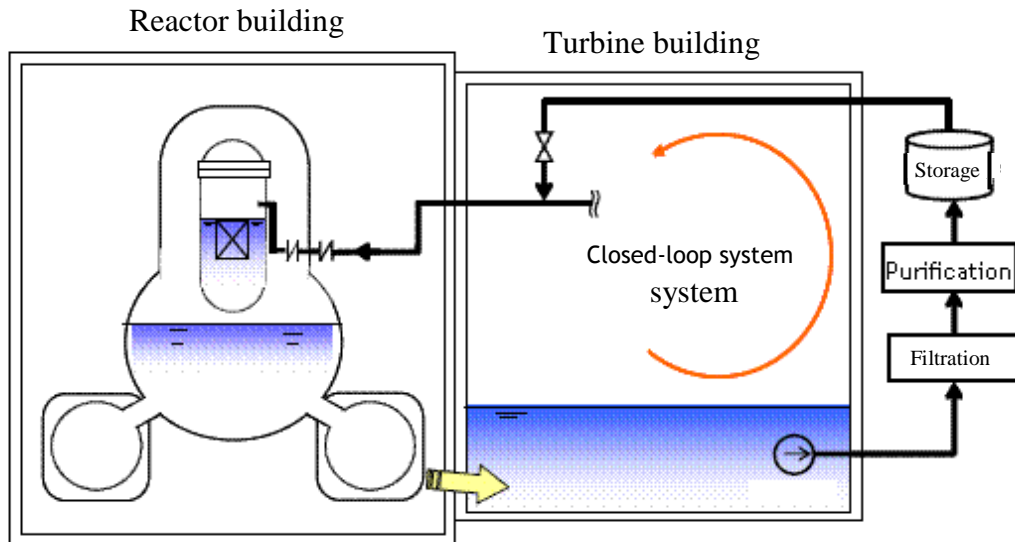 Reactor building
Turbine building
Storage
Closed-loop system
system
Purification
Filtration